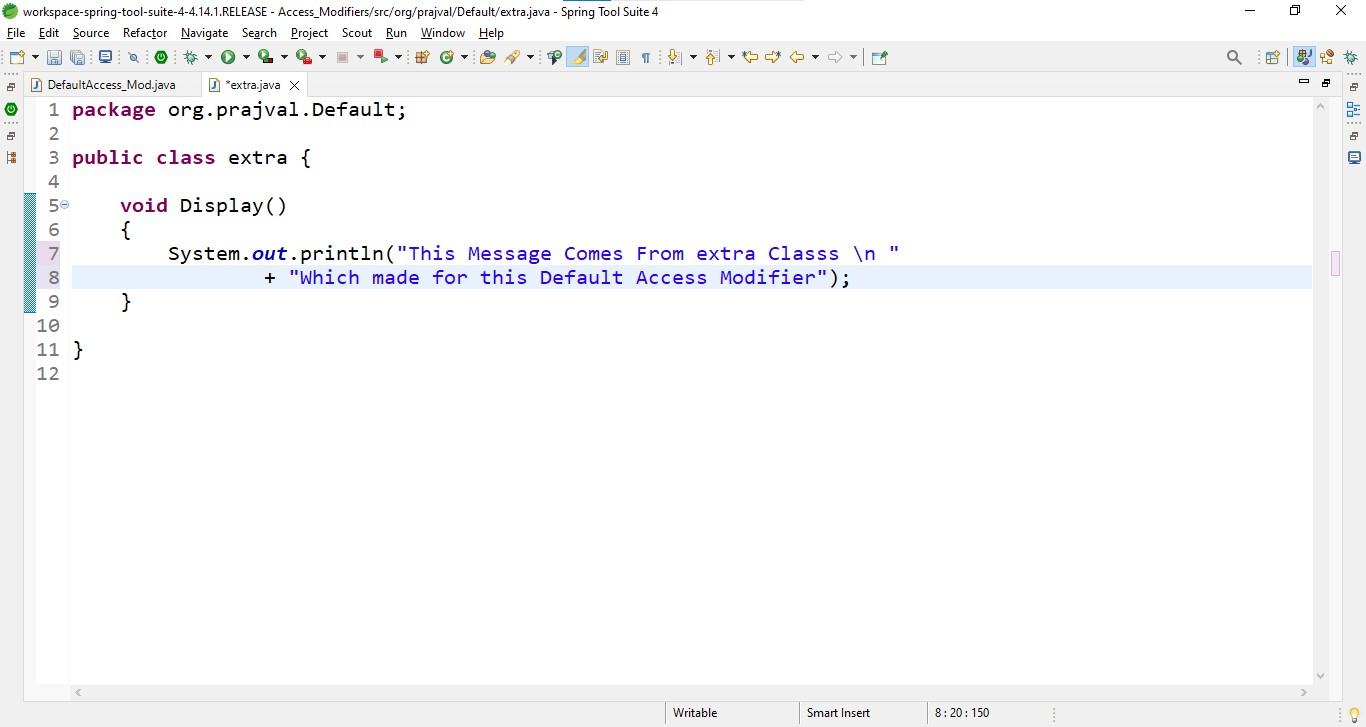 workspace-spring-tool-suite-4-4.14.1.RELEASE - Access_Modifiers/src/org/prajval/Default/extra.java - Spring Tool Suite 4
File Edit Source Refactor Navigate Search Project Scout Run Window Help
DefaultAccess_Mod.java *extra.java
1 package org.prajval.Default;
2
3 public class extra {
4
5 void Display()
6 {
7 System.out.println("This Message Comes From extra Classs \n "
8 + "Which made for this Default Access Modifier");
9 }
10
11 }
12
Writable Smart Insert 8 : 20 : 150